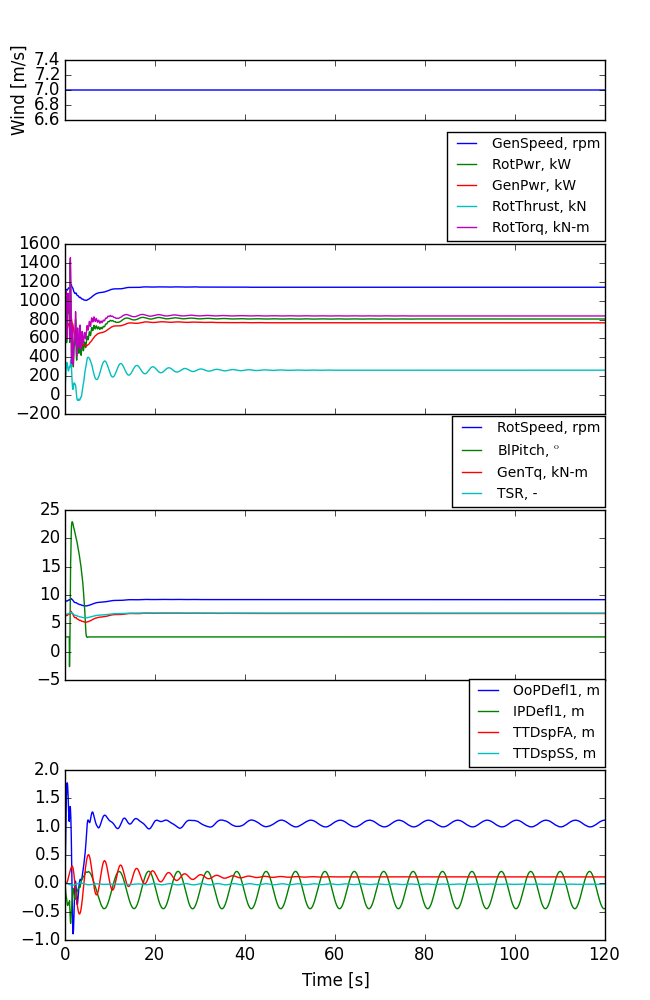 Wind [m/s]
7.4
7.2
7.0
6.8
6.6
GenSpeed, rpm
RotPwr, kW
GenPwr, kW
RotThrust, kN
RotTorq, kN-m
1600
1400
1200
1000
800
600
400
200
0
−200
RotSpeed, rpm
BlPitch, °
GenTq, kN-m
TSR, -
25
20
15
10
5
0
−5
OoPDefl1, m
IPDefl1, m
TTDspFA, m
TTDspSS, m
2.0
1.5
1.0
0.5
0.0
−0.5
−1.0
0 20 40 60 80 100 120
Time [s]